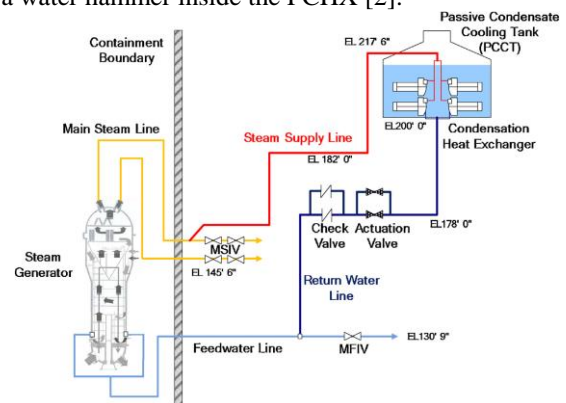 a water hammer inside the PCHX [2].
Passive Condensate
Cooling Tank
(PCCT)
Containment
Boundary
EL 217' 6"
Main Steam Line
Steam Supply Line
EL200' 0"
Condensation
Heat Exchanger
EL 182' 0"
EL178' 0"
Check
Valve
Actuation
Valve
MSIV
Steam
Generator
EL 145' 6"
Return Water
Line
Feedwater Line
MFIV
EL130' 9"